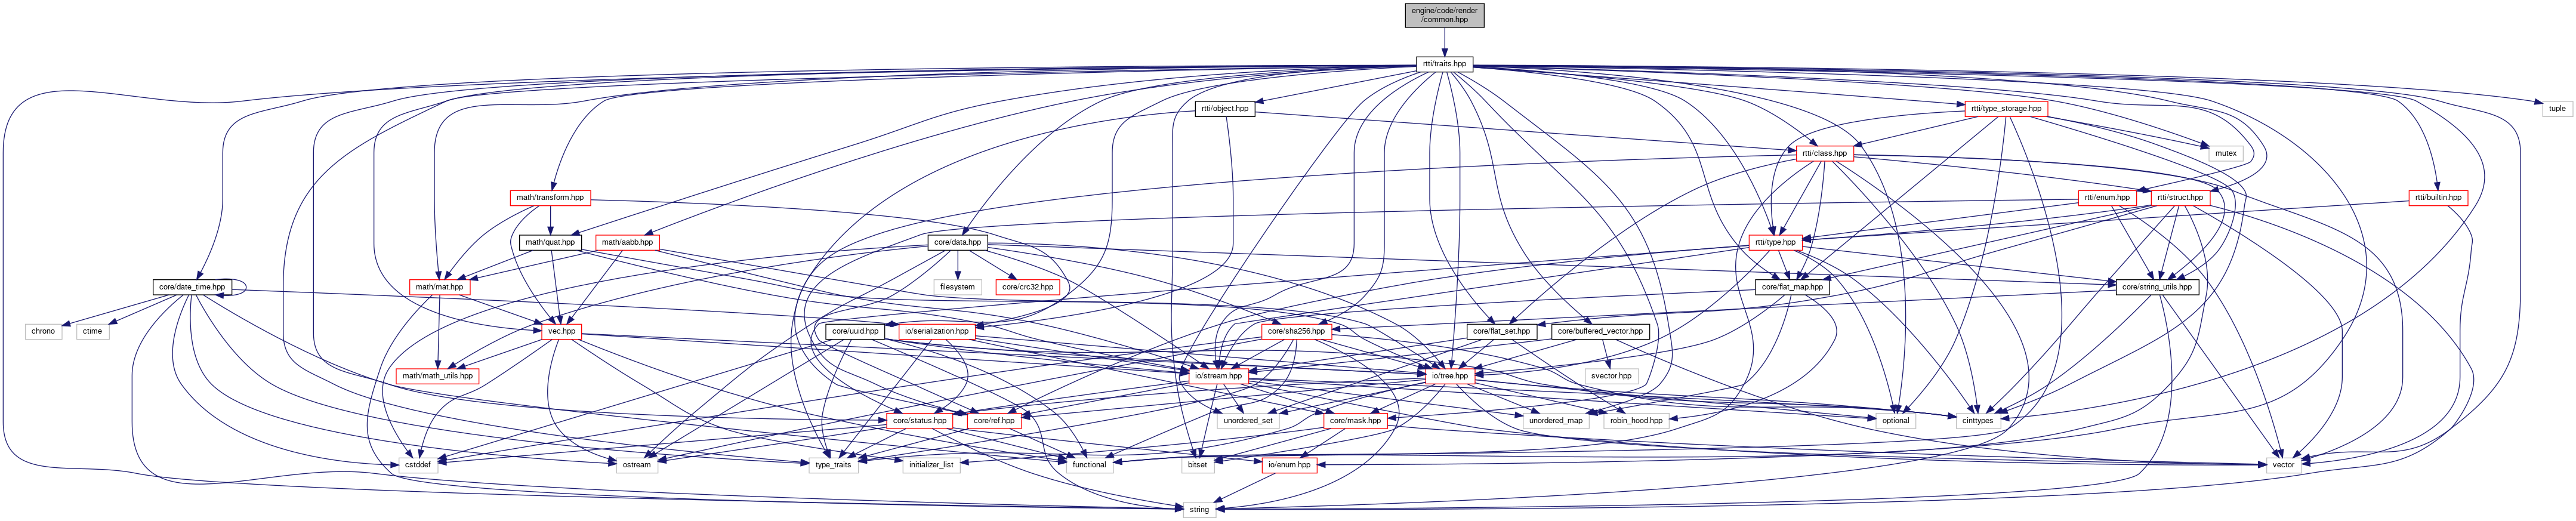 engine/code/render
/common.hpp
rtti/traits.hpp
rtti/object.hpp
rtti/type_storage.hpp
tuple
rtti/class.hpp
mutex
math/transform.hpp
rtti/enum.hpp
rtti/struct.hpp
rtti/builtin.hpp
math/quat.hpp
math/aabb.hpp
core/data.hpp
rtti/type.hpp
core/date_time.hpp
math/mat.hpp
filesystem
core/crc32.hpp
core/flat_map.hpp
core/string_utils.hpp
chrono
ctime
vec.hpp
core/uuid.hpp
io/serialization.hpp
core/sha256.hpp
core/flat_set.hpp
core/buffered_vector.hpp
math/math_utils.hpp
io/stream.hpp
io/tree.hpp
svector.hpp
core/status.hpp
core/ref.hpp
unordered_set
core/mask.hpp
unordered_map
robin_hood.hpp
optional
cinttypes
cstddef
ostream
type_traits
initializer_list
functional
bitset
io/enum.hpp
vector
string